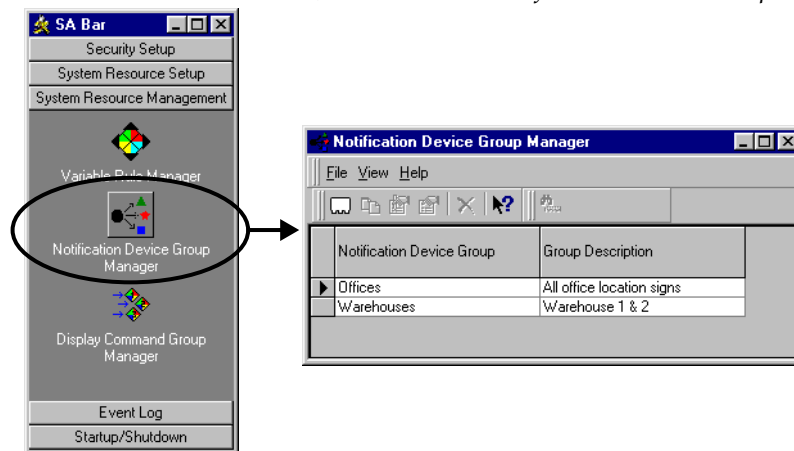 SA Bar
Security Setup
System Resource Setup
System Resource Management
Variable Rule Manager
Notification Device Group
Manager
Display Command Group
Manager
Event Log
Startup/Shutdown
Notification Device Group Manager
File View Help
Notification Device Group Group Description
Offices All office location signs
Warehouses Warehouse 1 & 2